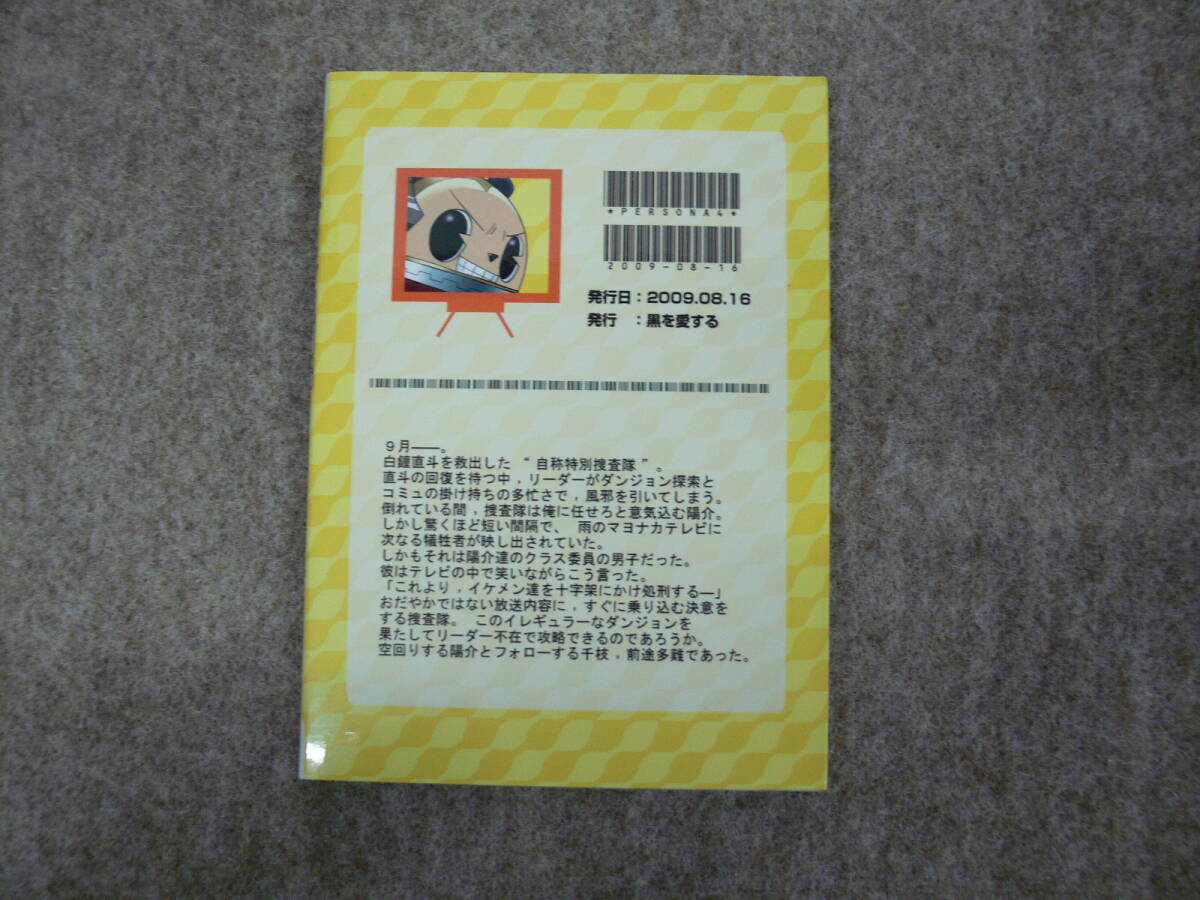 *PERSONA4*
2009-08-16
発行日：2009.08.16
発行　：黒を愛する
９月――。
白鐘直斗を救出した “ 自称特別捜査隊 ” 。
直斗の回復を待つ中，リーダーがダンジョン探索と
コミュの掛け持ちの多忙さで，風邪を引いてしまう。
倒れている間，捜査隊は俺に任せろと意気込む陽介。
しかし驚くほど短い間隔で、 雨のマヨナカテレビに
次なる犠牲者が映し出されていた。
しかもそれは陽介達のクラス委員の男子だった。
彼はテレビの中で笑いながらこう言った。
「これより，イケメン達を十字架にかけ処刑する―」
おだやかではない放送内容に，すぐに乗り込む決意を
する捜査隊。 このイレギュラーなダンジョンを
果たしてリーダー不在で攻略できるのであろうか。
空回りする陽介とフォローする千枝，前途多難であった。